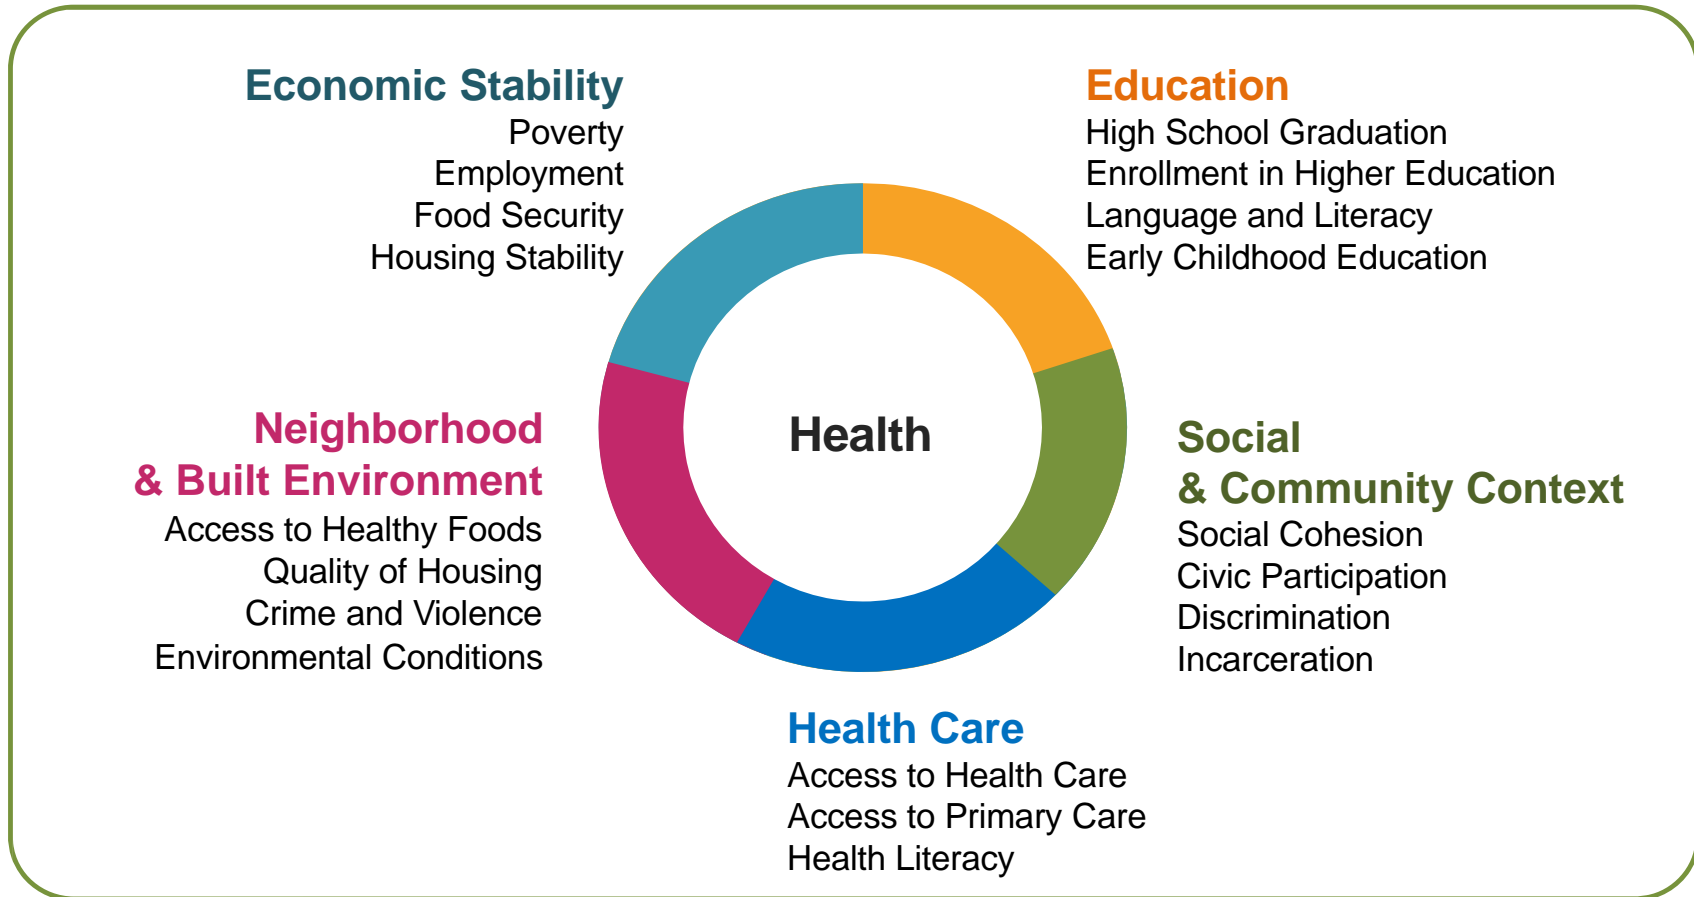 Economic Stability
Poverty
Employment
Food Security
Housing Stability
Education
High School Graduation
Enrollment in Higher Education
Language and Literacy
Early Childhood Education
Neighborhood
& Built Environment
Access to Healthy Foods
Quality of Housing
Crime and Violence
Environmental Conditions
Health
Social
& Community Context
Social Cohesion
Civic Participation
Discrimination
Incarceration
Health Care
Access to Health Care
Access to Primary Care
Health Literacy